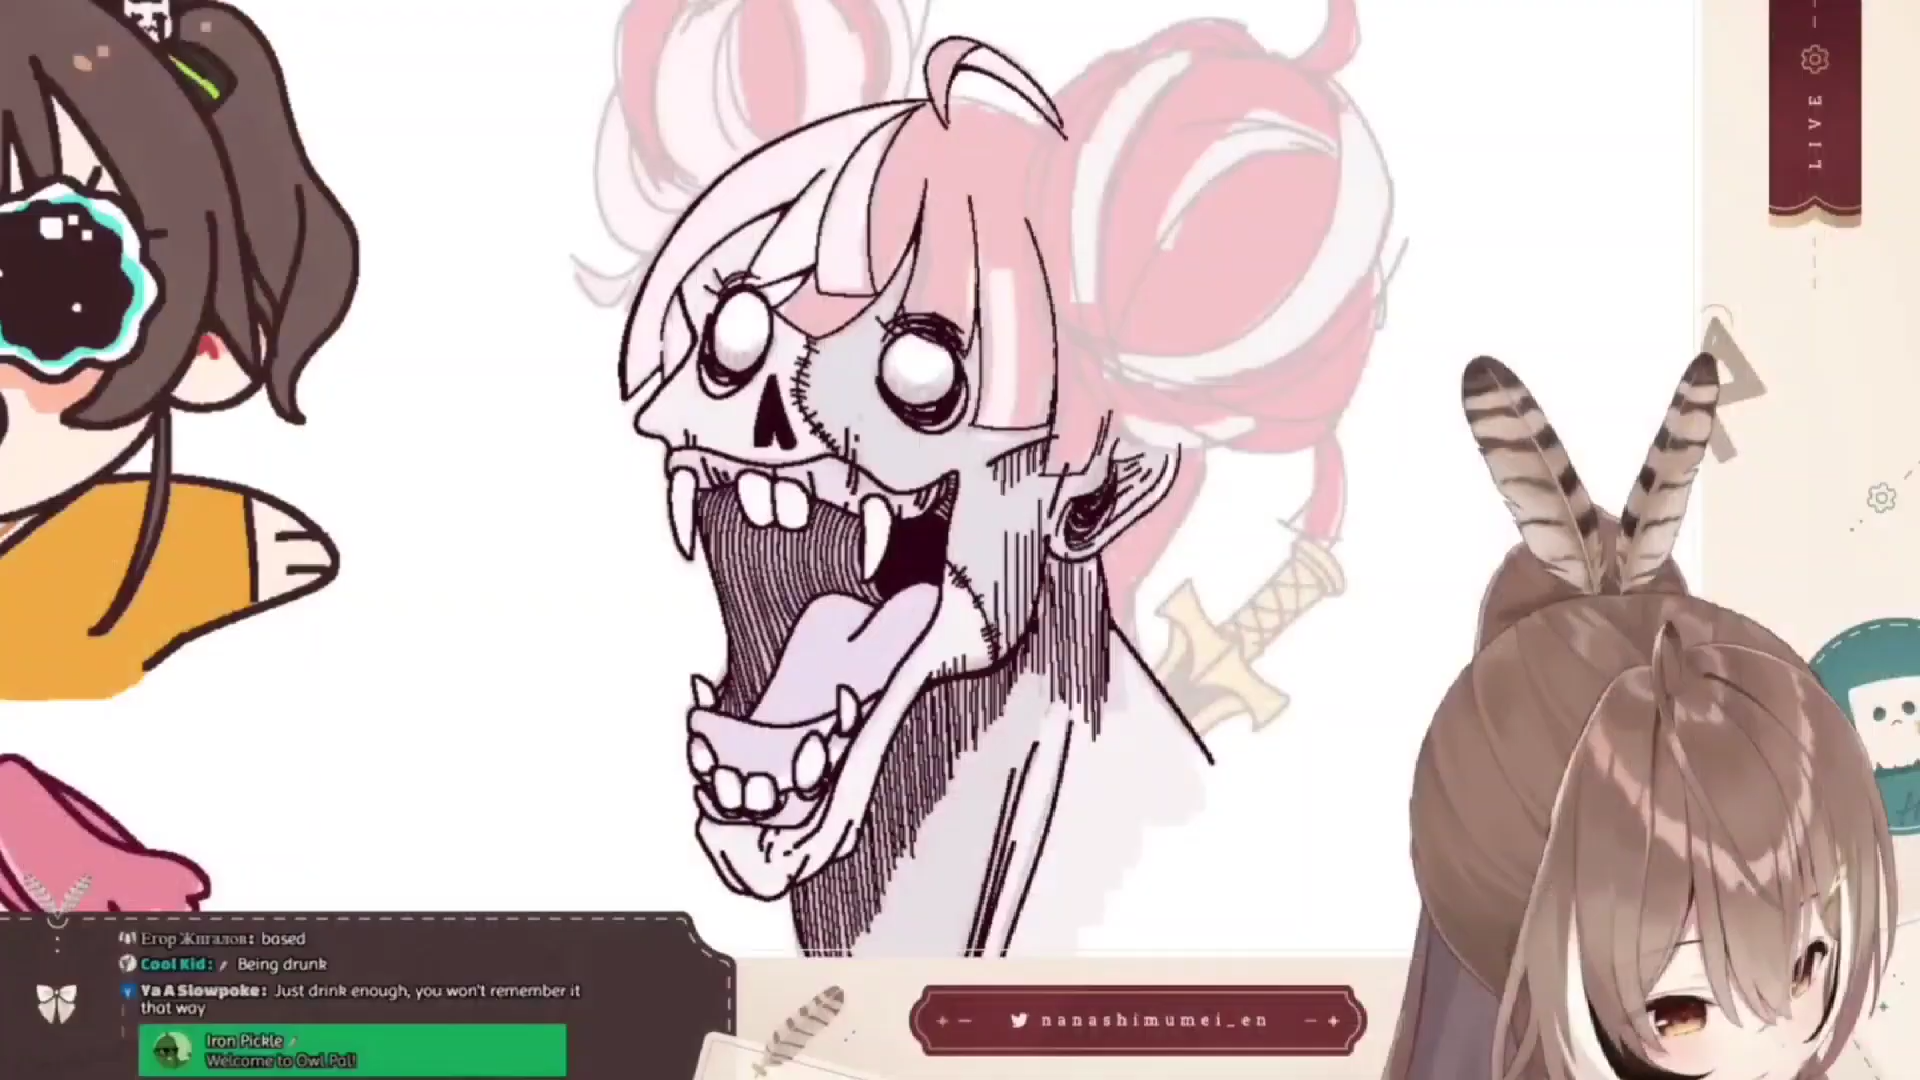 LIVE
Егор Жигалов: based
Cool Kid: Being drunk
Ya A Slowpoke: Just drink enough, you won't remember it
that way
Iron Pickle
Welcome to Owl Pal!
nanashimumei_en